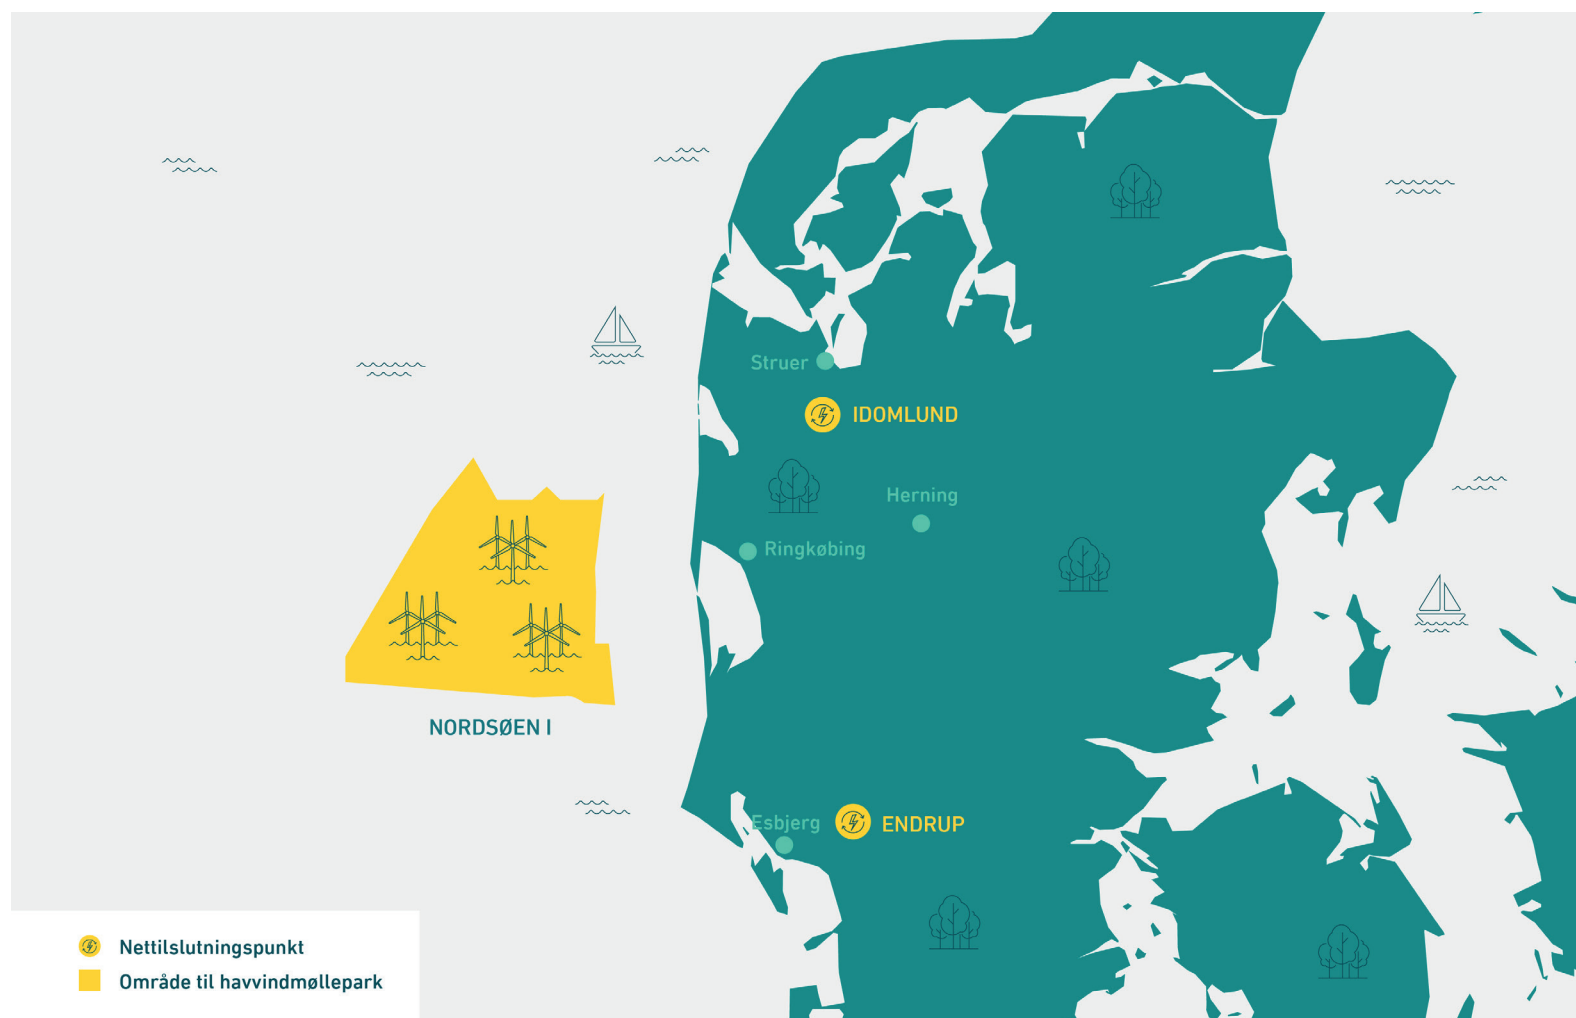 Struer
IDOMLUND
Herning
Ringkøbing
NORDSØEN I
Esbjerg
ENDRUP
Nettilslutningspunkt
Område til havvindmøllepark